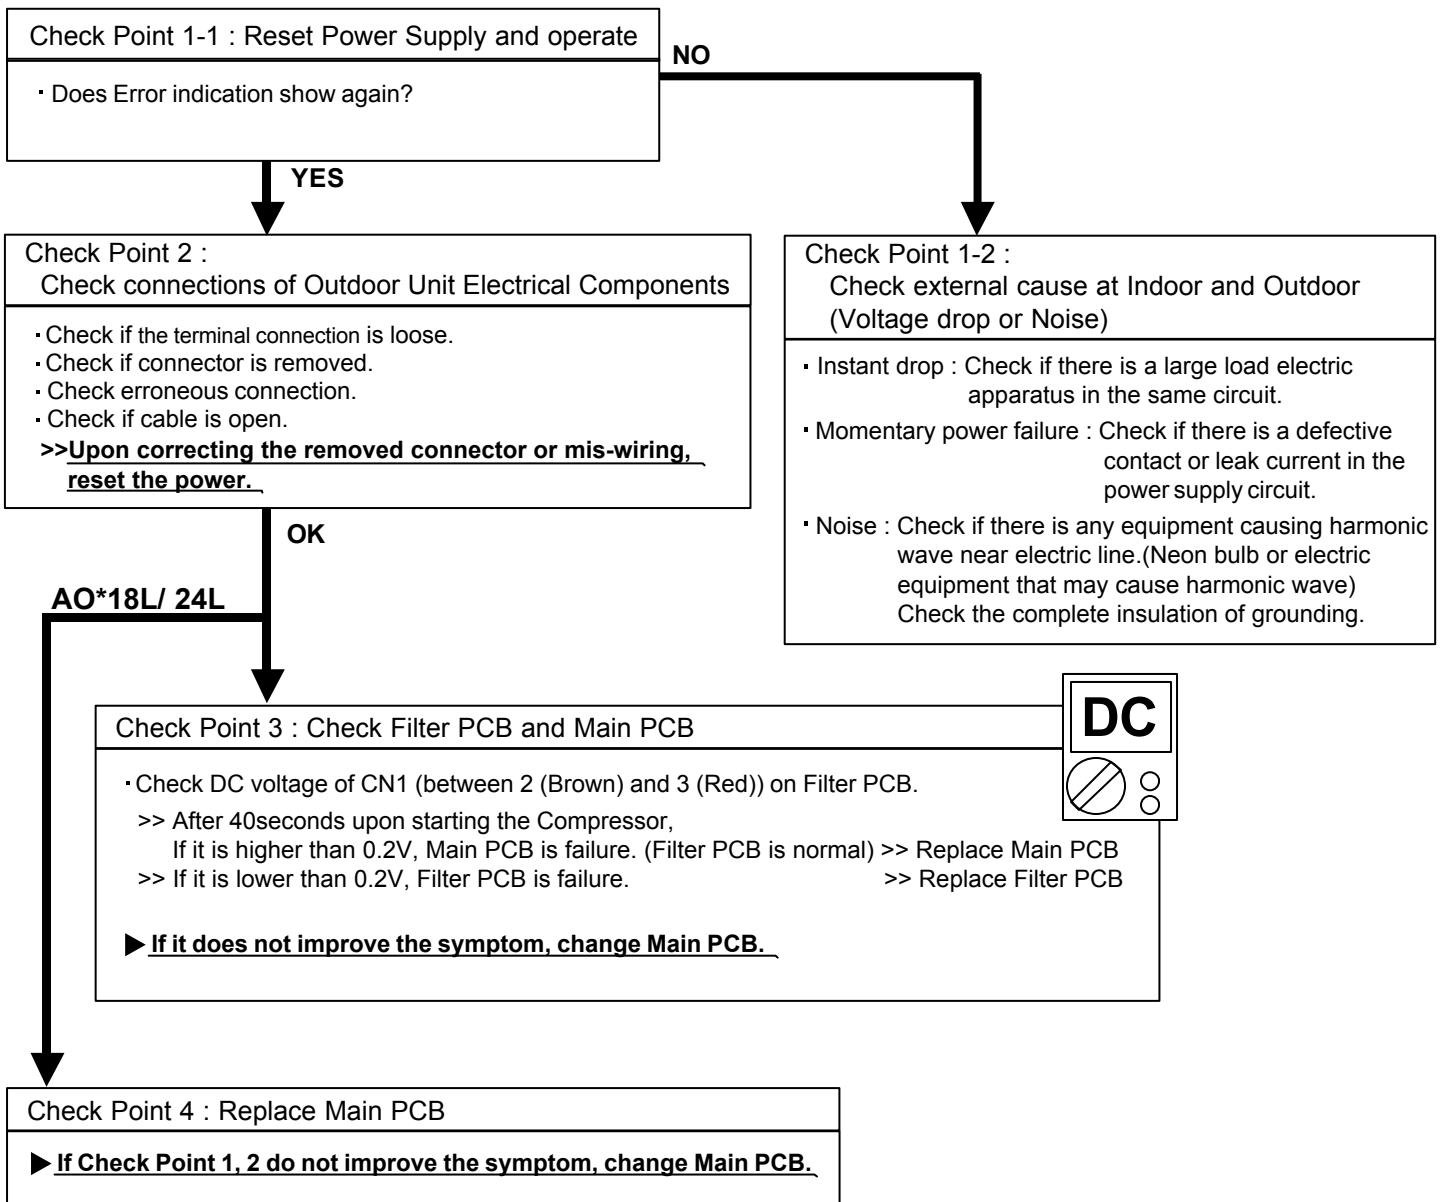 Check Point 1-1 : Reset Power Supply and operate
· Does Error indication show again?
NO
YES
Check Point 2 :
Check connections of Outdoor Unit Electrical Components
· Check if the terminal connection is loose.
· Check if connector is removed.
· Check erroneous connection.
· Check if cable is open.
>>Upon correcting the removed connector or mis-wiring,
reset the power.
Check Point 1-2 :
Check external cause at Indoor and Outdoor
(Voltage drop or Noise)
· Instant drop : Check if there is a large load electric
apparatus in the same circuit.
· Momentary power failure : Check if there is a defective
contact or leak current in the
power supply circuit.
· Noise : Check if there is any equipment causing harmonic
wave near electric line.(Neon bulb or electric
equipment that may cause harmonic wave)
Check the complete insulation of grounding.
OK
AO*18L/ 24L
Check Point 3 : Check Filter PCB and Main PCB
DC
· Check DC voltage of CN1 (between 2 (Brown) and 3 (Red)) on Filter PCB.
>> After 40seconds upon starting the Compressor,
If it is higher than 0.2V, Main PCB is failure. (Filter PCB is normal) >> Replace Main PCB
>> If it is lower than 0.2V, Filter PCB is failure. >> Replace Filter PCB
▶ If it does not improve the symptom, change Main PCB.
Check Point 4 : Replace Main PCB
▶ If Check Point 1, 2 do not improve the symptom, change Main PCB.